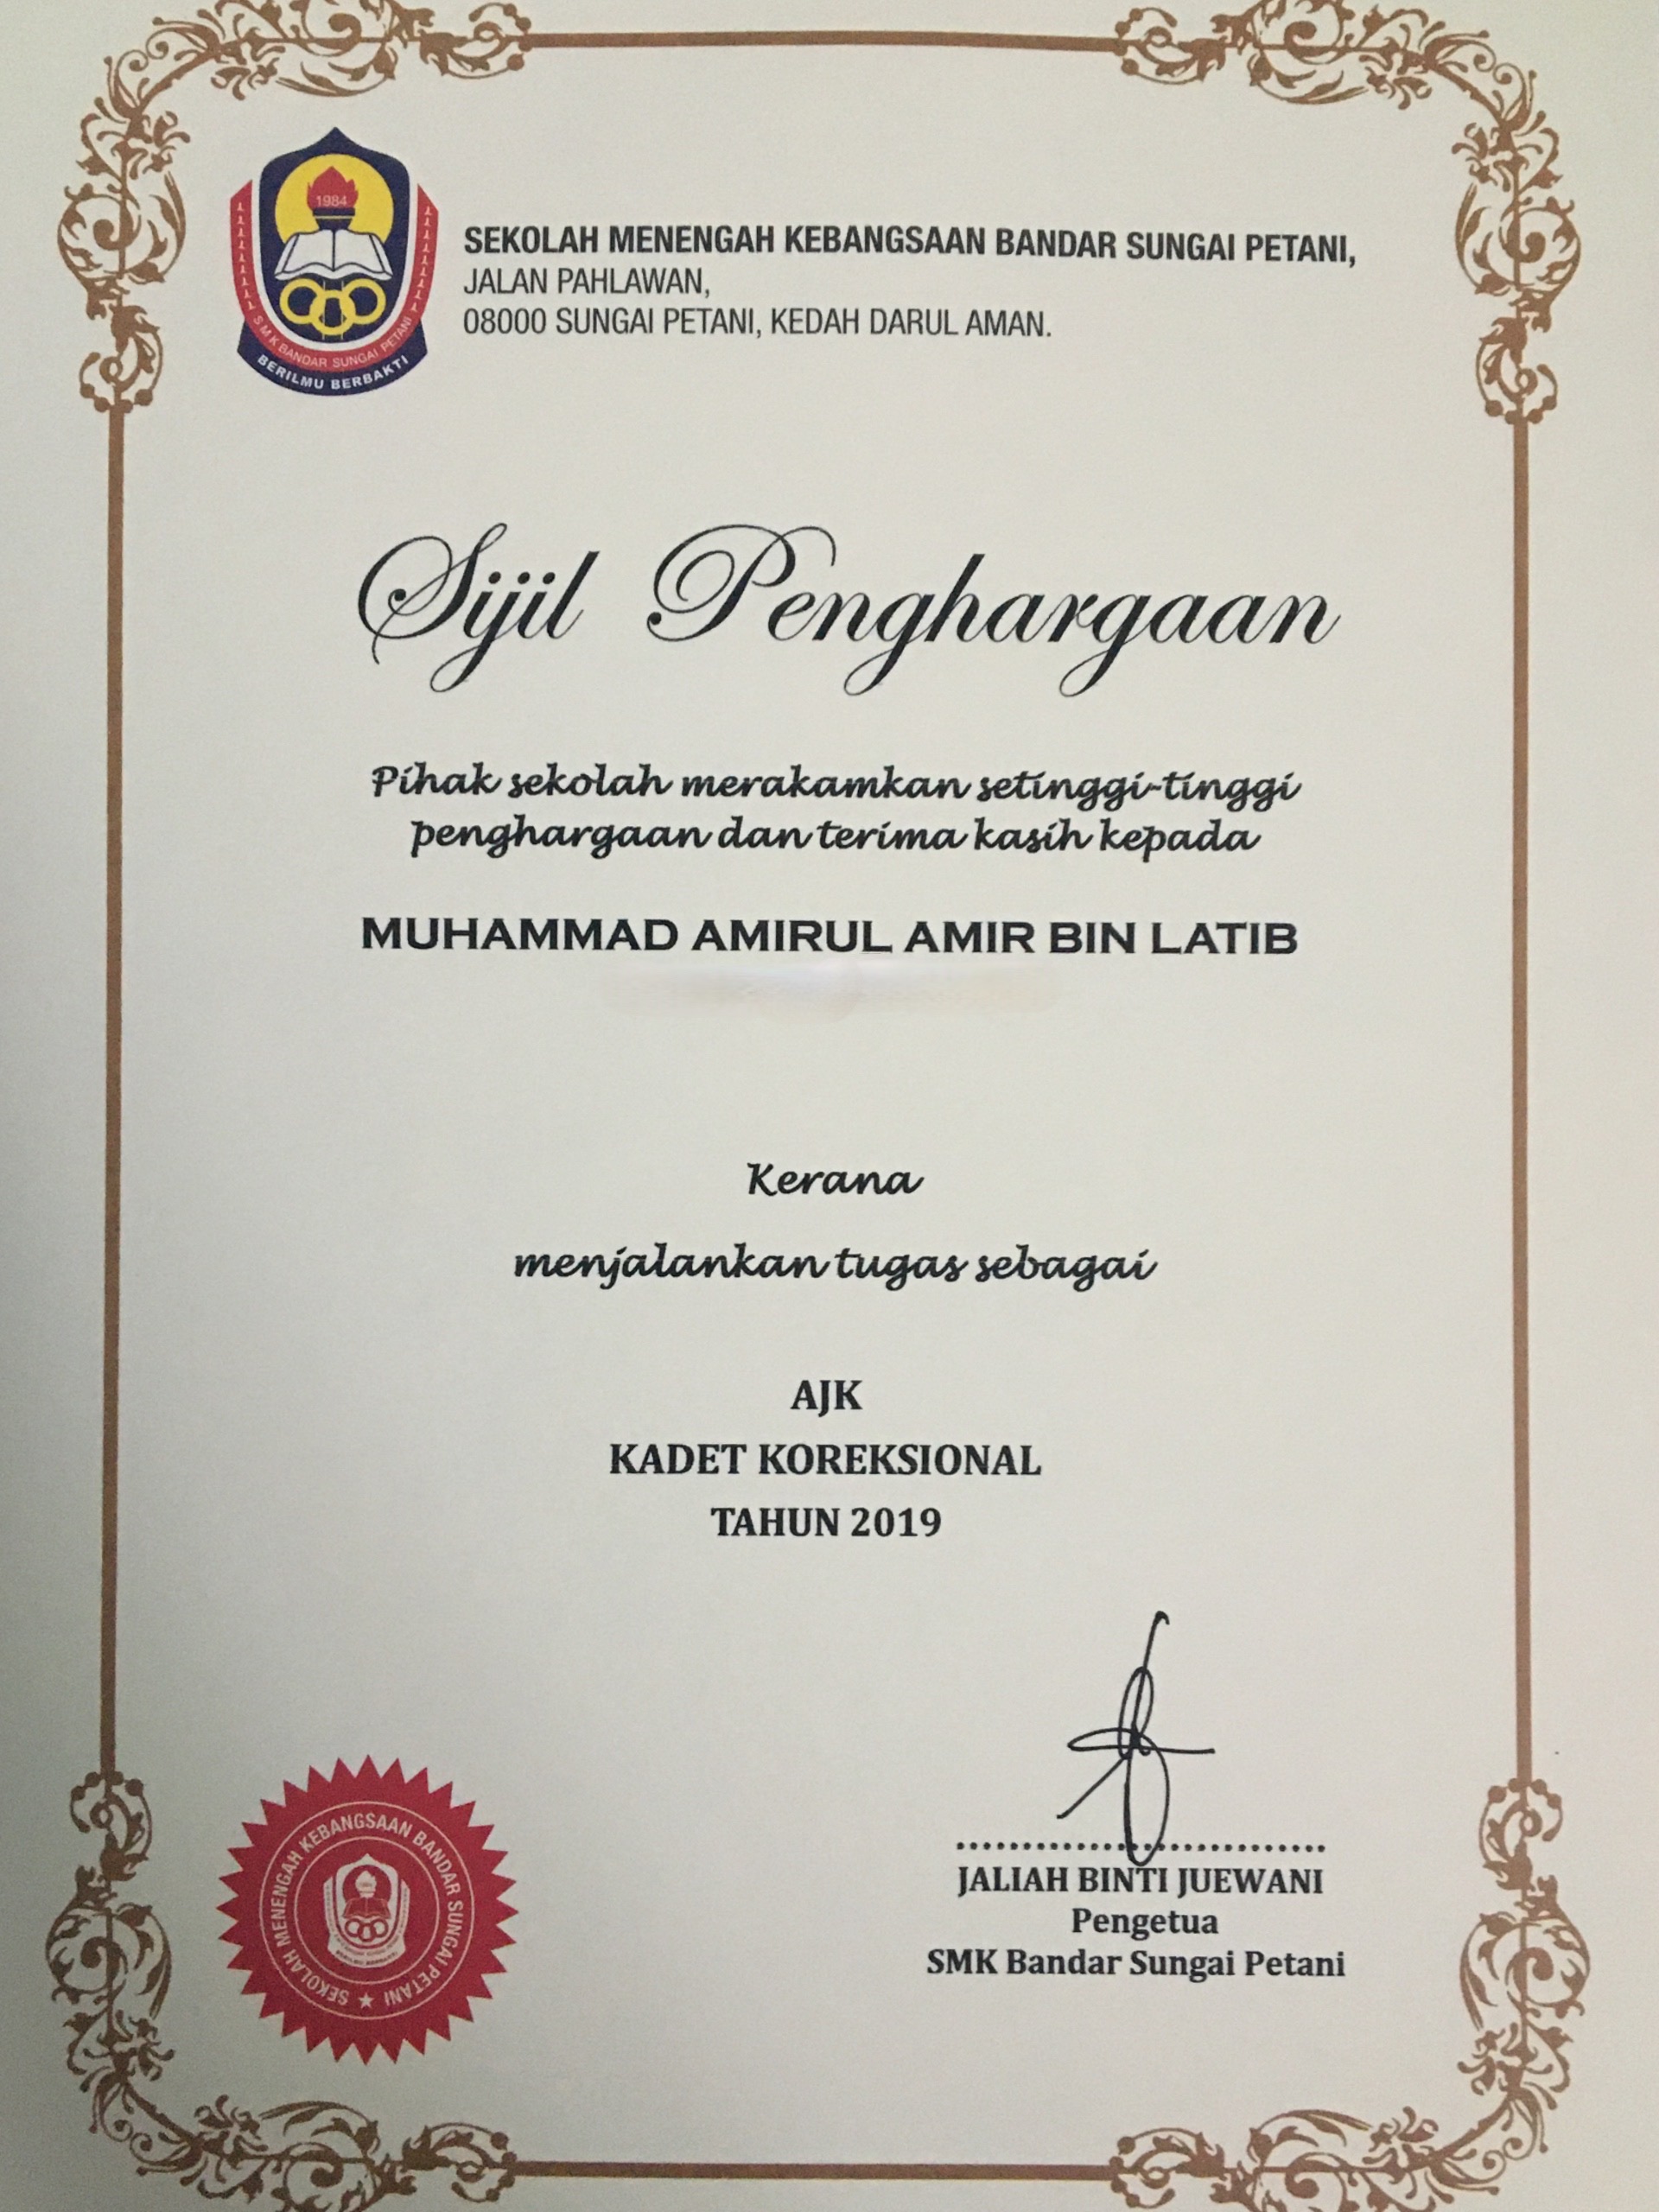 1984
SMK BANDAR SUNGAI PETANI
BERILMU BERBAKTI
SEKOLAH MENENGAH KEBANGSAAN BANDAR SUNGAI PETANI,
JALAN PAHLAWAN,
08000 SUNGAI PETANI, KEDAH DARUL AMAN.
Sijil Penghargaan
Pihak sekolah merakamkan setinggi-tinggi
penghargaan dan terima kasih kepada
MUHAMMAD AMIRUL AMIR BIN LATIB
Kerana
menjalankan tugas sebagai
AJK
KADET KOREKSIONAL
TAHUN 2019
SEKOLAH MENENGAH KEBANGSAAN BANDAR SUNGAI PETANI ★
JALIAH BINTI JUEWANI
Pengetua
SMK Bandar Sungai Petani